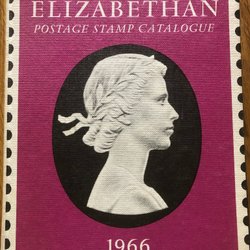 ELIZABETHAN
POSTAGE STAMP CATALOGUE
1966